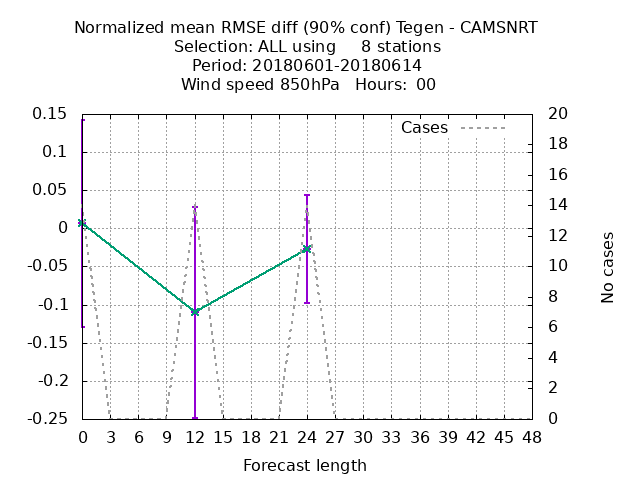 Normalized mean RMSE diff (90% conf) Tegen - CAMSNRT
Selection: ALL using     8 stations
Period: 20180601-20180614
Wind speed 850hPa   Hours:  00
0.15
0.1
0.05
0
-0.05
-0.1
-0.15
-0.2
-0.25
Cases
20
18
16
14
12
10
8
6
4
2
0
No cases
0 3 6 9 12 15 18 21 24 27 30 33 36 39 42 45 48
Forecast length